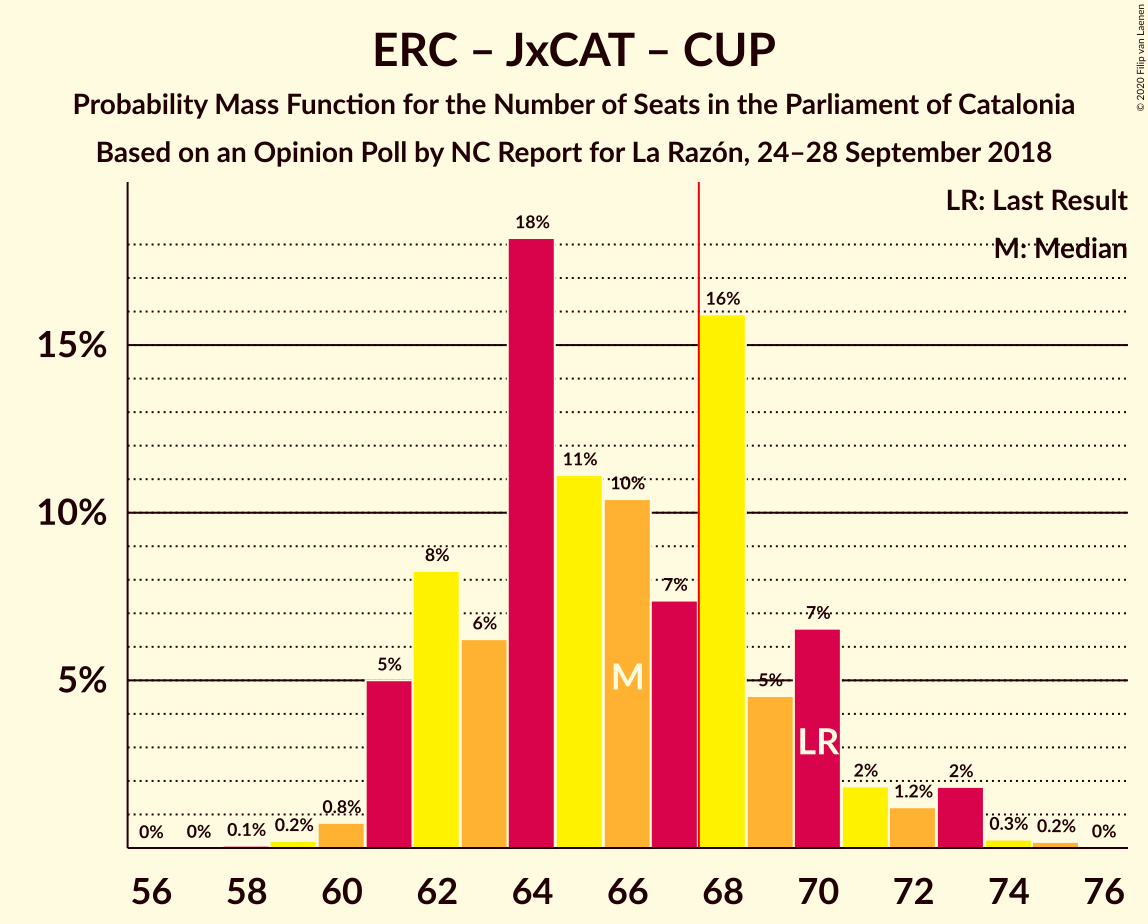 ERC – JxCAT – CUP
Probability Mass Function for the Number of Seats in the Parliament of Catalonia
Based on an Opinion Poll by NC Report for La Razón, 24–28 September 2018
© 2020 Filip van Laenen
LR: Last Result
M: Median
15%
10%
5%
0%
0%
0.1%
0.2%
0.8%
5%
8%
6%
18%
11%
10%
7%
16%
5%
7%
2%
1.2%
2%
0.3%
0.2%
0%
M
LR
56 58 60 62 64 66 68 70 72 74 76